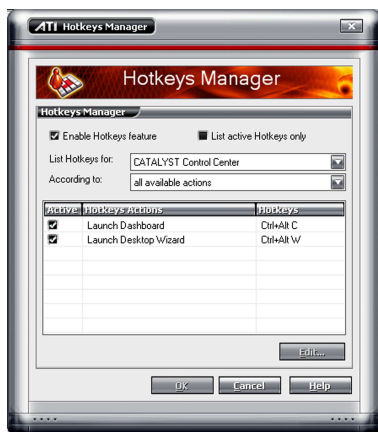 ATI Hotkeys Manager
Hotkeys Manager
Hotkeys Manager
Enable Hotkeys feature List active Hotkeys only
List Hotkeys for: CATALYST Control Center
According to: all available actions
Active Hotkeys Actions Hotkeys
Launch Dashboard Ctrl+Alt C
Launch Desktop Wizard Ctrl+Alt W
Edit...
OK Cancel Help